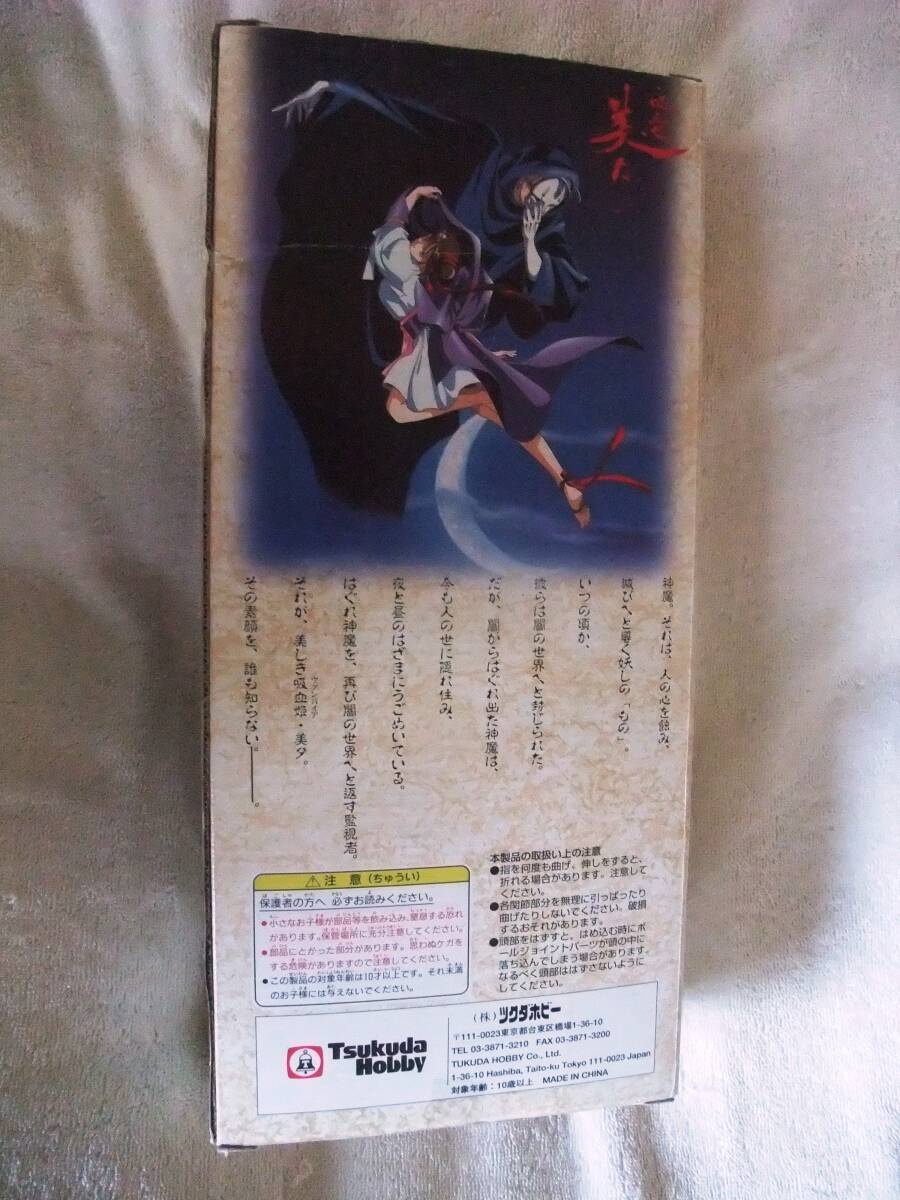 吸血姫
美夕
神魔。それは、人の心を蝕み、
滅びへと導く妖しの「もの」。
いつの頃か、
彼らは闇の世界へと封じられた。
だが、闇からはぐれ出た神魔は、
今も人の世に隠れ住み、
夜と昼のはざまにうごめいている。
はぐれ神魔を、再び闇の世界へと返す監視者。
それが、美しき吸血姫・美夕。
ヴァンパイア
その素顔を、誰も知らない。――。
⚠注 意(ちゅうい)
保護者の方へ 必ずお読みください。
●小さなお子様が部品等を飲み込み、窒息する恐れ
があります。保管場所に充分注意してください。
●部品にとがった部分があります。思わぬケガを
する危険がありますので注意してください。
●この製品の対象年齢は10才以上です。それ未満
のお子様には与えないでください。
本製品の取扱い上の注意
●指を何度も曲げ、伸しをすると、
折れる場合があります。注意して
ください。
●各関節部分を無理に引っぱったり
曲げたりしないでください。破損
するおそれがあります。
●頭部をはずすと、はめ込む時にボ
ールジョイントパーツが頭の中に
落ち込んでしまう場合があります。
なるべく頭部ははずさないように
してください。
Tsukuda
Hobby
(株)ツクダホビー
〒111-0023東京都台東区橋場1-36-10
TEL 03-3871-3210 FAX 03-3871-3200
TUKUDA HOBBY Co., Ltd.
1-36-10 Hashiba, Taito-ku Tokyo 111-0023 Japan
対象年齢:10歳以上 MADE IN CHINA